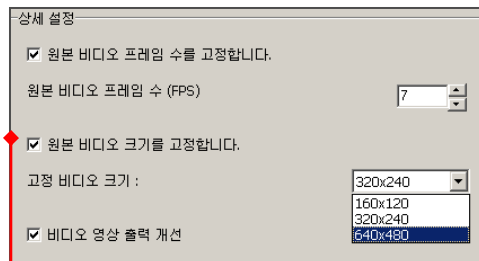 상세 설정
원본 비디오 프레임 수를 고정합니다.
원본 비디오 프레임 수 (FPS)
7
원본 비디오 크기를 고정합니다.
고정 비디오 크기 :
320x240
160x120
320x240
640x480
비디오 영상 출력 개선